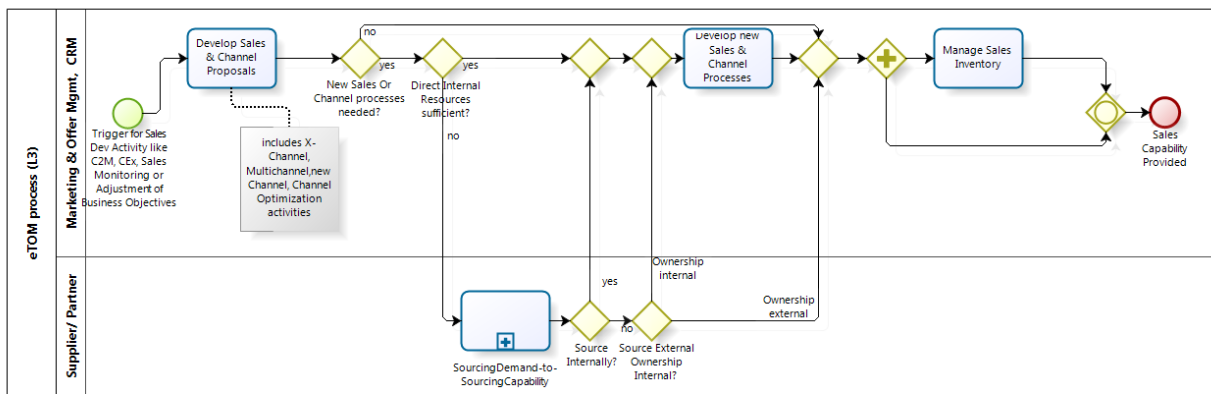 eTOM process (L3)
Marketing & Offer Mgmt, CRM
Supplier/ Partner
Trigger for Sales
Dev Activity like
C2M, CEx, Sales
Monitoring or
Adjustment of
Business Objectives
Develop Sales
& Channel
Proposals
includes X-
Channel,
Multichannel,new
Channel, Channel
Optimization
activities
no
yes
New Sales Or
Channel processes
needed?
yes
Direct Internal
Resources
sufficient?
no
Develop new
Sales &
Channel
Processes
Manage Sales
Inventory
Sales
Capability
Provided
SourcingDemand-to-
SourcingCapability
yes
Source
Internally?
no
Ownership
internal
Source External
Ownership
Internal?
Ownership
external